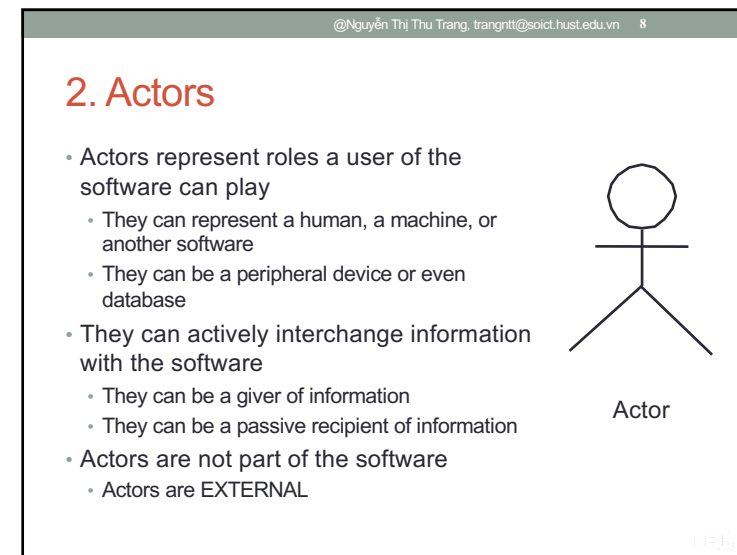 @Nguyễn Thị Thu Trang, trangntt@soict.hust.edu.vn 8
2. Actors
• Actors represent roles a user of the
software can play
• They can represent a human, a machine, or
another software
• They can be a peripheral device or even
database
• They can actively interchange information
with the software
• They can be a giver of information
• They can be a passive recipient of information
• Actors are not part of the software
• Actors are EXTERNAL
Actor